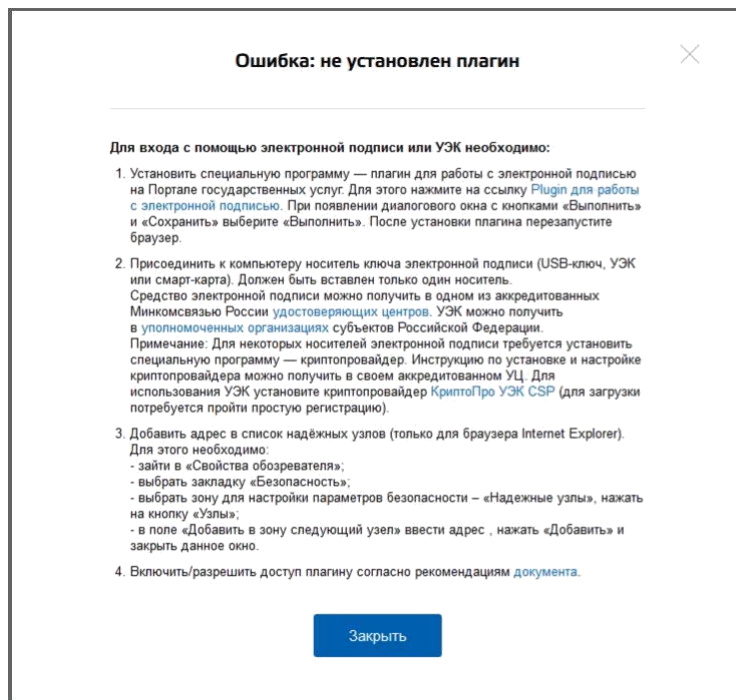 Ошибка: не установлен плагин
Для входа с помощью электронной подписи или УЭК необходимо:
1. Установить специальную программу — плагин для работы с электронной подписью
на Портале государственных услуг. Для этого нажмите на ссылку Plugin для работы
с электронной подписью. При появлении диалогового окна с кнопками «Выполнить»
и «Сохранить» выберите «Выполнить». После установки плагина перезапустите
браузер.
2. Присоединить к компьютеру носитель ключа электронной подписи (USB-ключ, УЭК
или смарт-карта). Должен быть вставлен только один носитель.
Средство электронной подписи можно получить в одном из аккредитованных
Минкомсвязью России удостоверяющих центров. УЭК можно получить
в уполномоченных организациях субъектов Российской Федерации.
Примечание: Для некоторых носителей электронной подписи требуется установить
специальную программу — криптопровайдер. Инструкцию по установке и настройке
криптопровайдера можно получить в своем аккредитованном УЦ. Для
использования УЭК установите криптопровайдер КриптоПро УЭК CSP (для загрузки
потребуется пройти простую регистрацию).
3. Добавить адрес в список надёжных узлов (только для браузера Internet Explorer).
Для этого необходимо:
- зайти в «Свойства обозревателя»;
- выбрать закладку «Безопасность»;
- выбрать зону для настройки параметров безопасности – «Надежные узлы», нажать
на кнопку «Узлы»;
- в поле «Добавить в зону следующий узел» ввести адрес , нажать «Добавить» и
закрыть данное окно.
4. Включить/разрешить доступ плагину согласно рекомендациям документа.
Закрыть